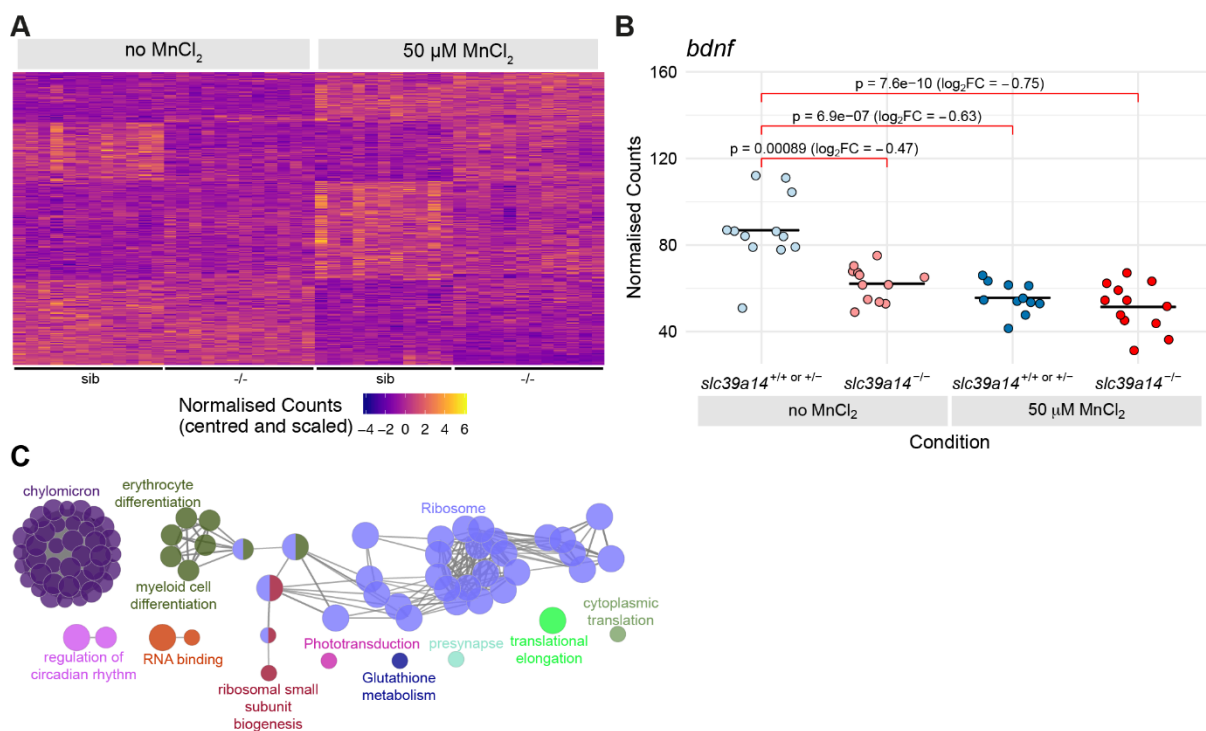 A
no MnCl₂
50 µM MnCl₂
sib
-/-
sib
-/-
Normalised Counts
(centred and scaled)
−4 −2 0 2 4 6
B
bdnf
Normalised Counts
160
120
80
40
p = 7.6e−10 (log₂FC = −0.75)
p = 6.9e−07 (log₂FC = −0.63)
p = 0.00089 (log₂FC = −0.47)
slc39a14⁺/⁺ ᵒʳ ⁺/⁻
slc39a14⁻/⁻
slc39a14⁺/⁺ ᵒʳ ⁺/⁻
slc39a14⁻/⁻
no MnCl₂
50 µM MnCl₂
Condition
C
chylomicron
erythrocyte
differentiation
myeloid cell
differentiation
Ribosome
regulation of
circadian rhythm
RNA binding
ribosomal small
subunit
biogenesis
Phototransduction
Glutathione
metabolism
presynapse
translational
elongation
cytoplasmic
translation